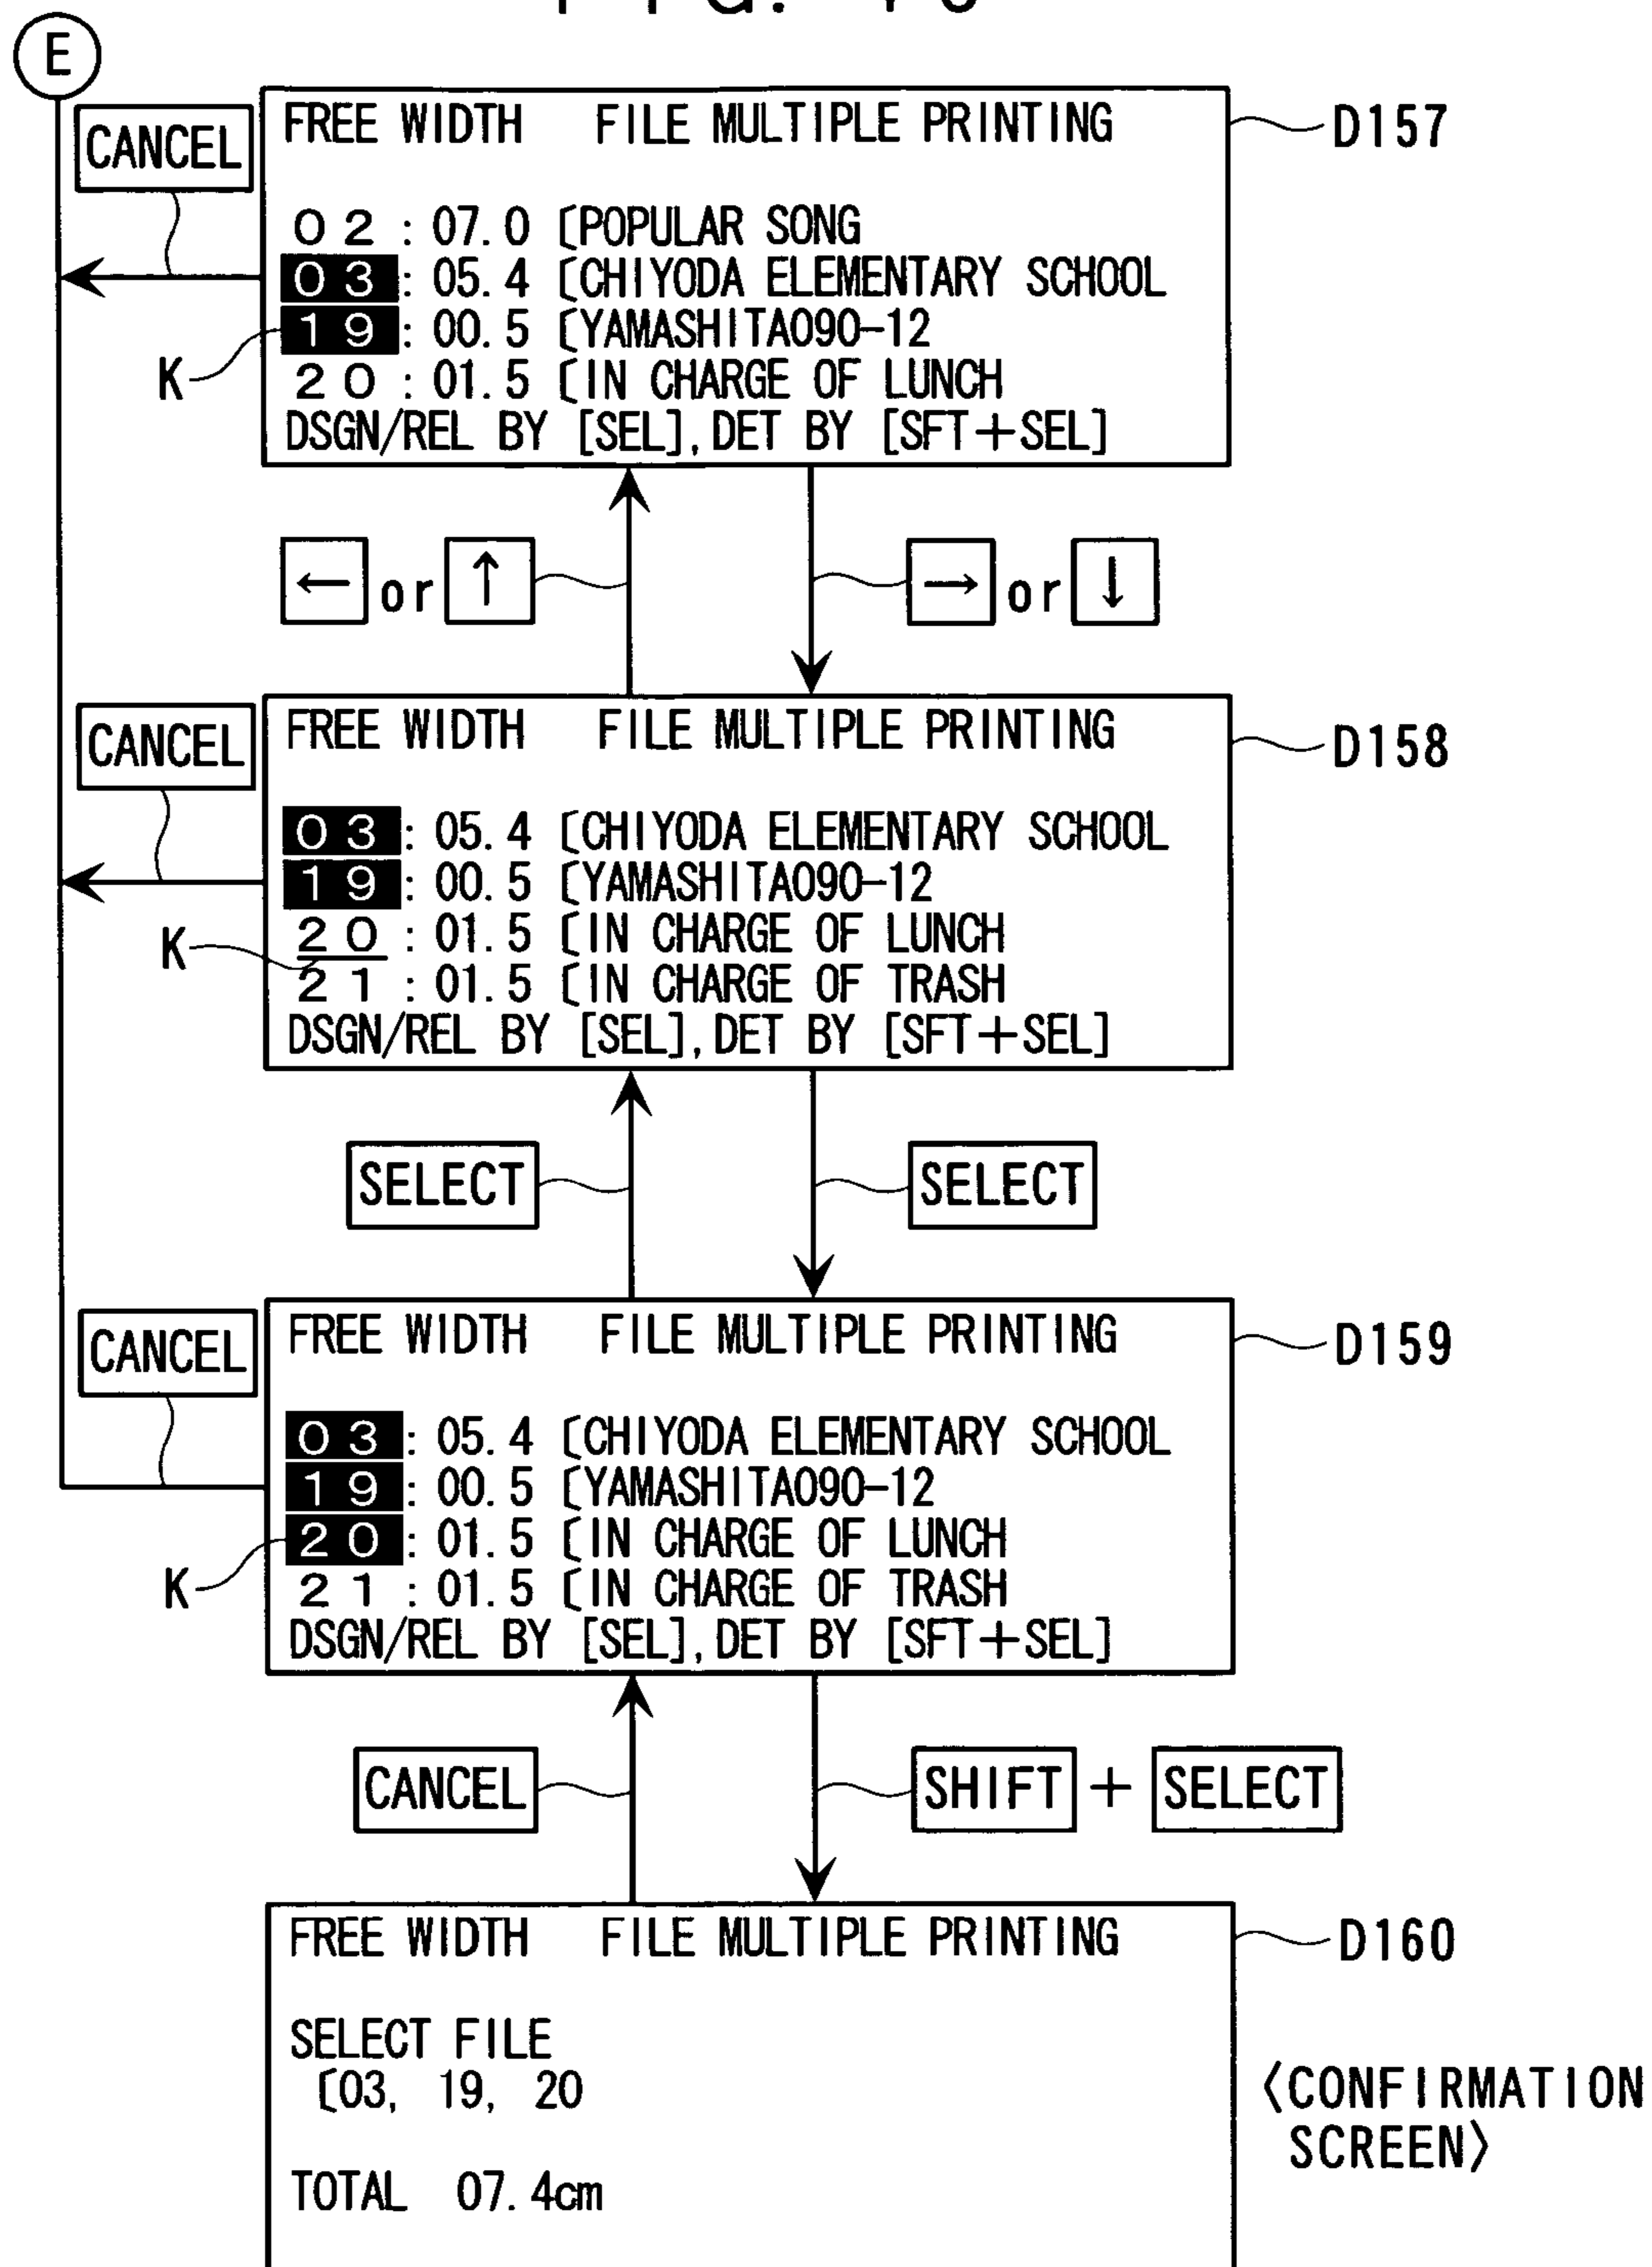 E
CANCEL
FREE WIDTH FILE MULTIPLE PRINTING
D157
02 : 07.0 [POPULAR SONG
03 : 05.4 [CHIYODA ELEMENTARY SCHOOL
19 : 00.5 [YAMASHITA090-12
K
20 : 01.5 [IN CHARGE OF LUNCH
DSGN/REL BY [SEL], DET BY [SFT+SEL]
← or ↑
→ or ↓
CANCEL
FREE WIDTH FILE MULTIPLE PRINTING
D158
03 : 05.4 [CHIYODA ELEMENTARY SCHOOL
19 : 00.5 [YAMASHITA090-12
K
20 : 01.5 [IN CHARGE OF LUNCH
21 : 01.5 [IN CHARGE OF TRASH
DSGN/REL BY [SEL], DET BY [SFT+SEL]
SELECT
SELECT
CANCEL
FREE WIDTH FILE MULTIPLE PRINTING
D159
03 : 05.4 [CHIYODA ELEMENTARY SCHOOL
19 : 00.5 [YAMASHITA090-12
20 : 01.5 [IN CHARGE OF LUNCH
K
21 : 01.5 [IN CHARGE OF TRASH
DSGN/REL BY [SEL], DET BY [SFT+SEL]
CANCEL
SHIFT + SELECT
FREE WIDTH FILE MULTIPLE PRINTING
D160
SELECT FILE
[03, 19, 20
TOTAL 07.4cm
〈CONFIRMATION
SCREEN〉